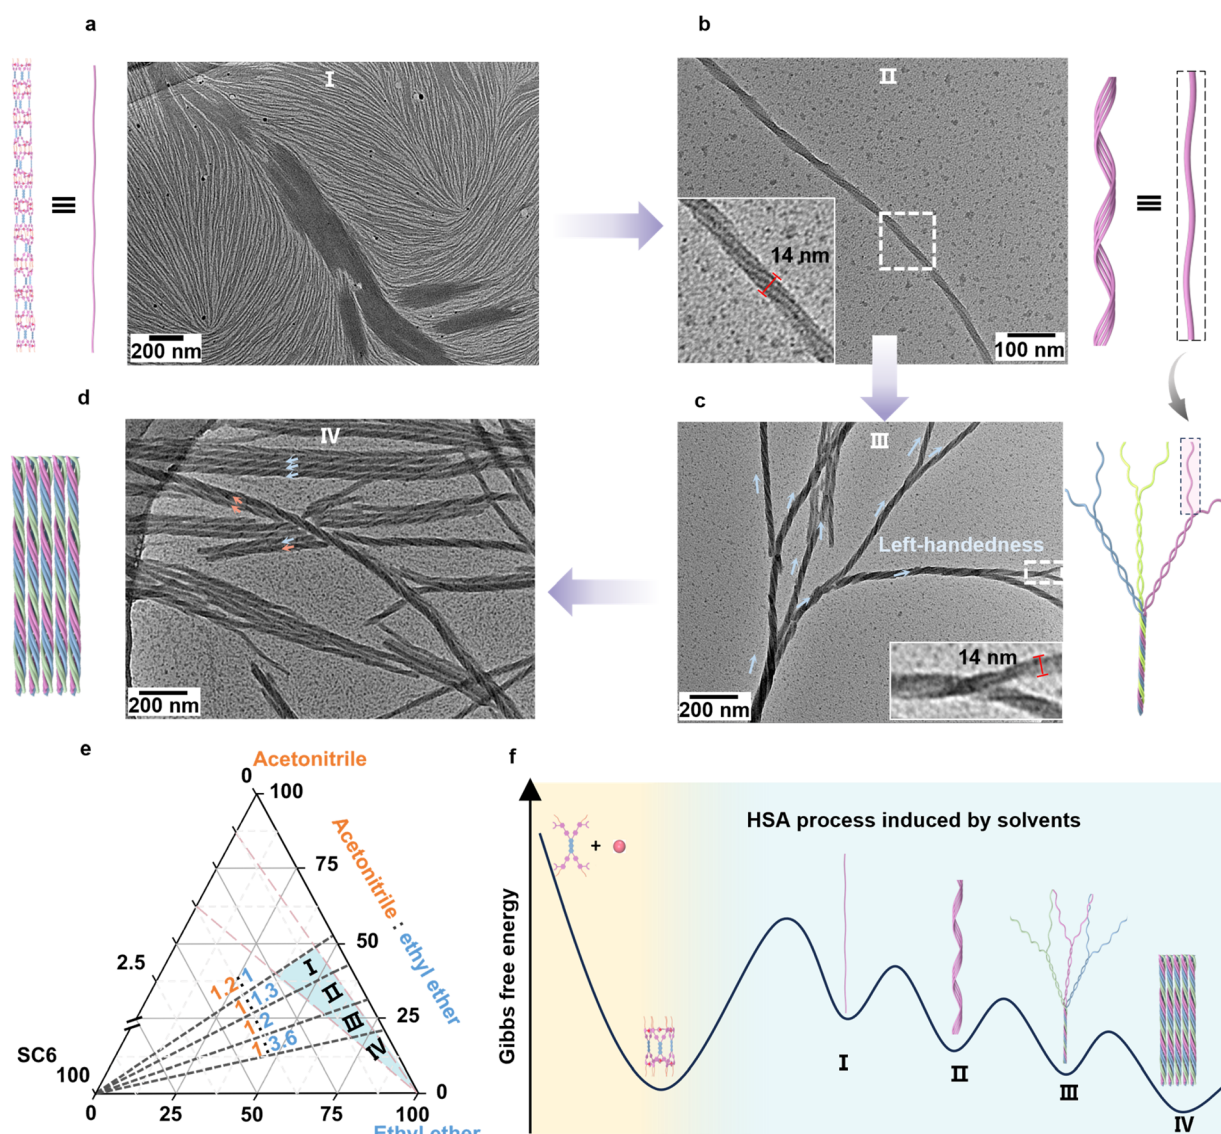 a
I
200 nm
b
II
14 nm
100 nm
d
IV
200 nm
c
III
Left-handedness
14 nm
200 nm
e
Acetonitrile
0
100
75
Acetonitrile : ethyl ether
50
2.5
1.2:1
1:1.3
1:2
1:3.6
I
II
III
IV
25
SC6
100
0
0
25
50
75
100
Ethyl ether
f
Gibbs free energy
HSA process induced by solvents
+
I
II
III
IV